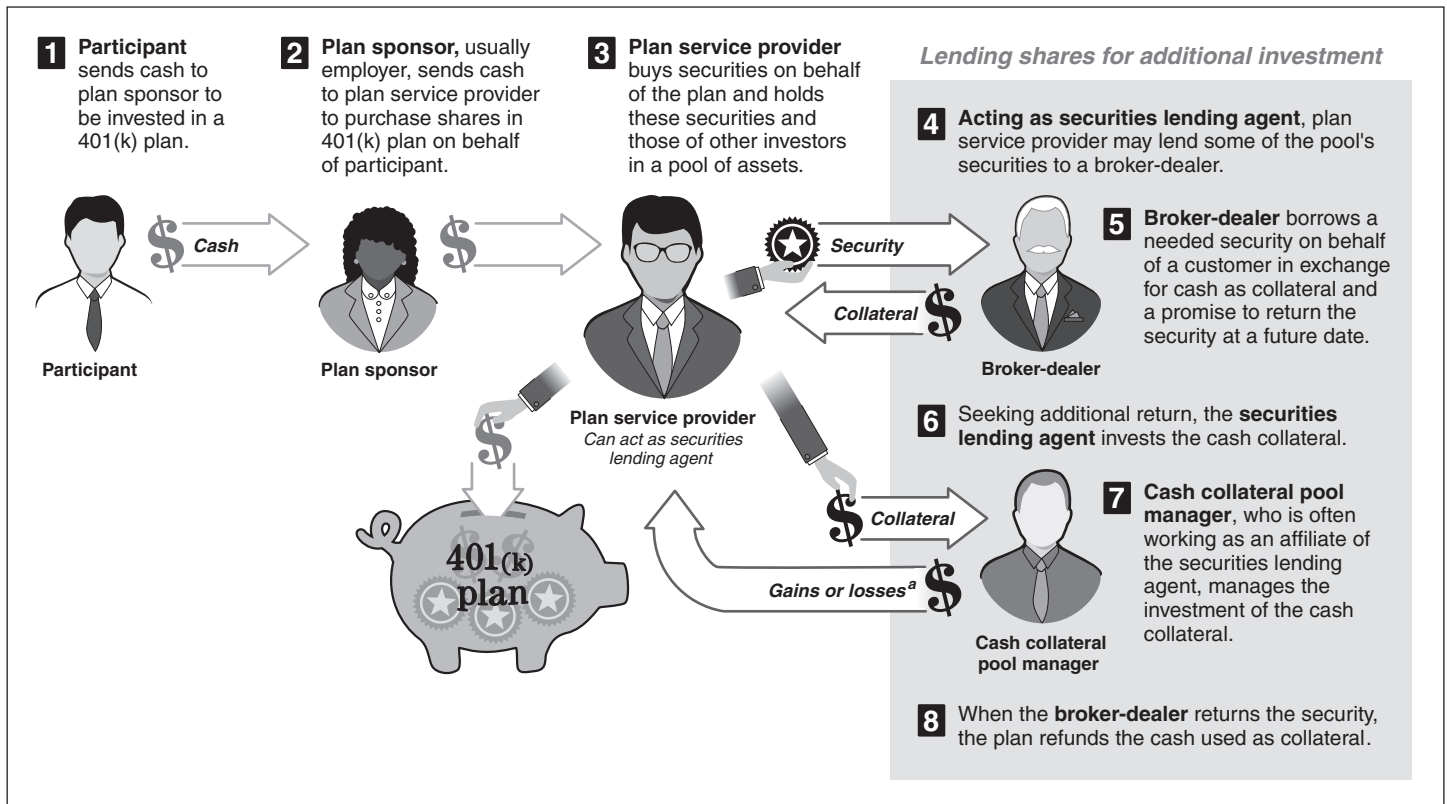 1 Participant
sends cash to
plan sponsor to
be invested in a
401(k) plan.
2 Plan sponsor, usually
employer, sends cash
to plan service provider
to purchase shares in
401(k) plan on behalf
of participant.
3 Plan service provider
buys securities on behalf
of the plan and holds
these securities and
those of other investors
in a pool of assets.
Lending shares for additional investment
4 Acting as securities lending agent, plan
service provider may lend some of the pool's
securities to a broker-dealer.
$ Cash
$
Security
Collateral $
5 Broker-dealer borrows a
needed security on behalf
of a customer in exchange
for cash as collateral and
a promise to return the
security at a future date.
Participant
Plan sponsor
Plan service provider
Can act as securities
lending agent
Broker-dealer
6 Seeking additional return, the securities
lending agent invests the cash collateral.
$
401(k)
plan
$ Collateral
Gains or losses a $
7 Cash collateral pool
manager, who is often
working as an affiliate of
the securities lending
agent, manages the
investment of the cash
collateral.
Cash collateral
pool manager
8 When the broker-dealer returns the security,
the plan refunds the cash used as collateral.